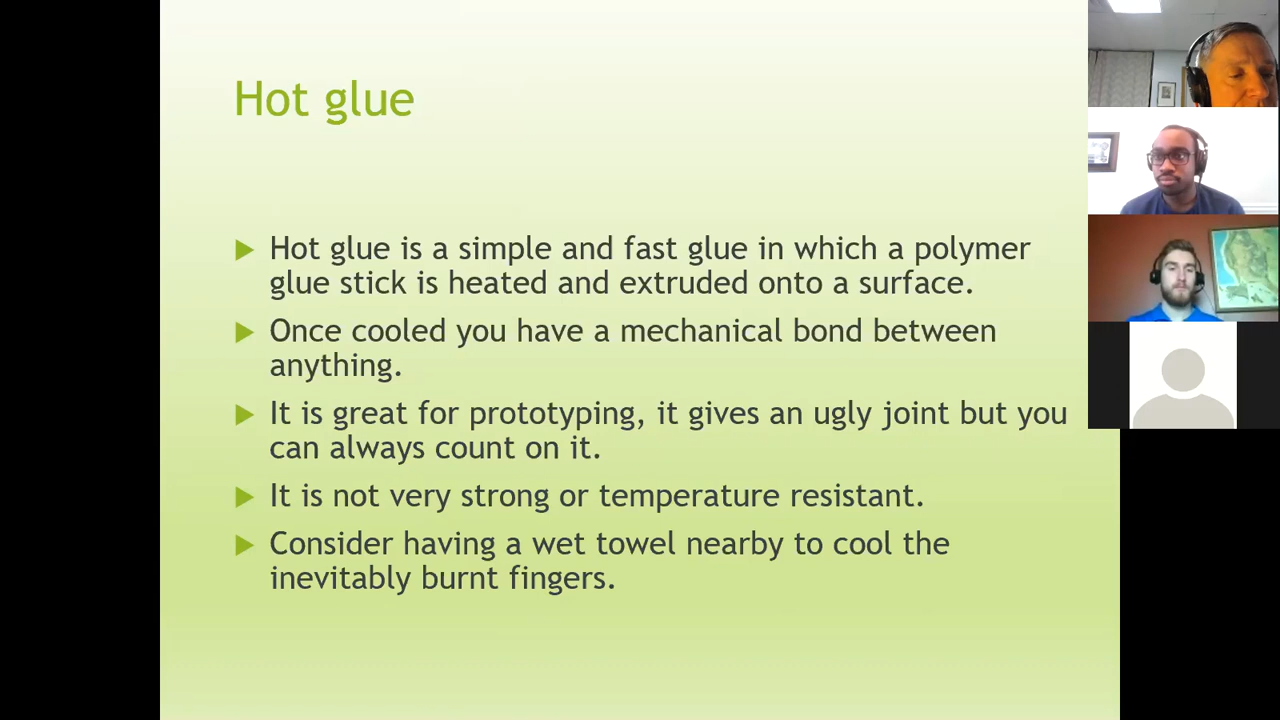 Hot glue
Hot glue is a simple and fast glue in which a polymer
glue stick is heated and extruded onto a surface.
Once cooled you have a mechanical bond between
anything.
It is great for prototyping, it gives an ugly joint but you
can always count on it.
It is not very strong or temperature resistant.
Consider having a wet towel nearby to cool the
inevitably burnt fingers.